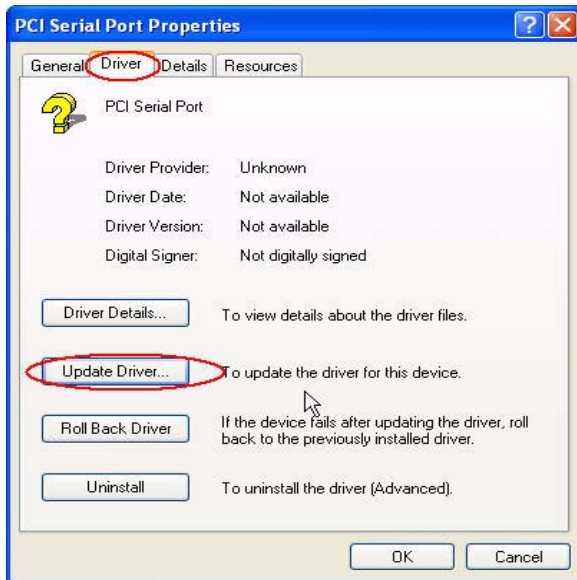 PCI Serial Port Properties
General Driver Details Resources
PCI Serial Port
Driver Provider: Unknown
Driver Date: Not available
Driver Version: Not available
Digital Signer: Not digitally signed
Driver Details... To view details about the driver files.
Update Driver... To update the driver for this device.
Roll Back Driver If the device fails after updating the driver, roll
back to the previously installed driver.
Uninstall To uninstall the driver (Advanced).
OK Cancel